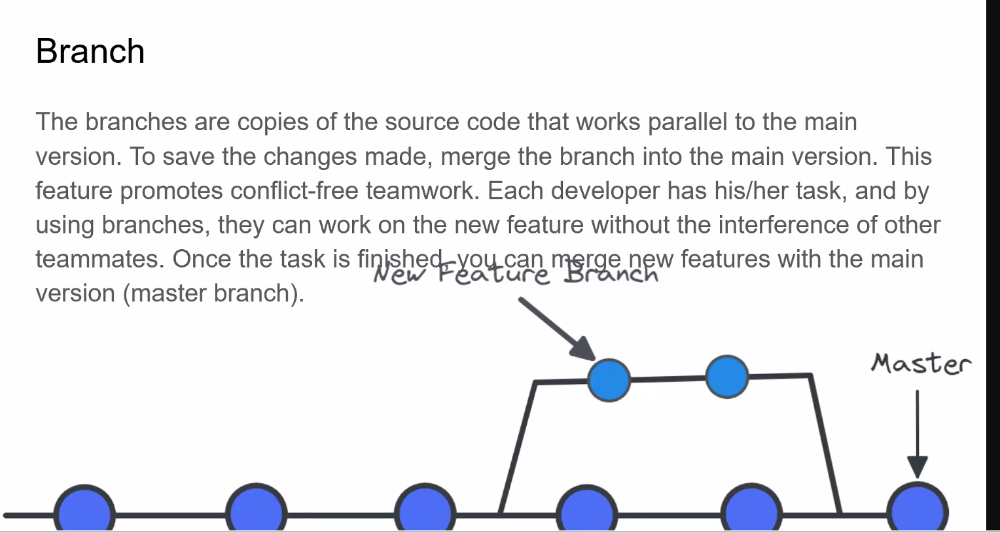 Branch
The branches are copies of the source code that works parallel to the main
version. To save the changes made, merge the branch into the main version. This
feature promotes conflict-free teamwork. Each developer has his/her task, and by
using branches, they can work on the new feature without the interference of other
teammates. Once the task is finished, you can merge new features with the main
version (master branch).
New Feature Branch
Master